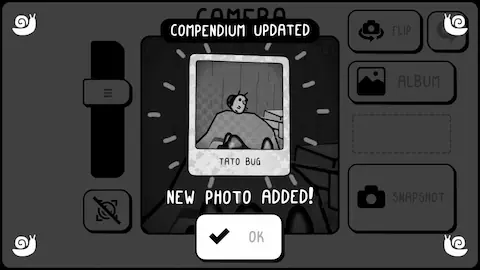 CAMERA
COMPENDIUM UPDATED
FLIP
ALBUM
TATO BUG
SNAPSHOT
NEW PHOTO ADDED!
OK